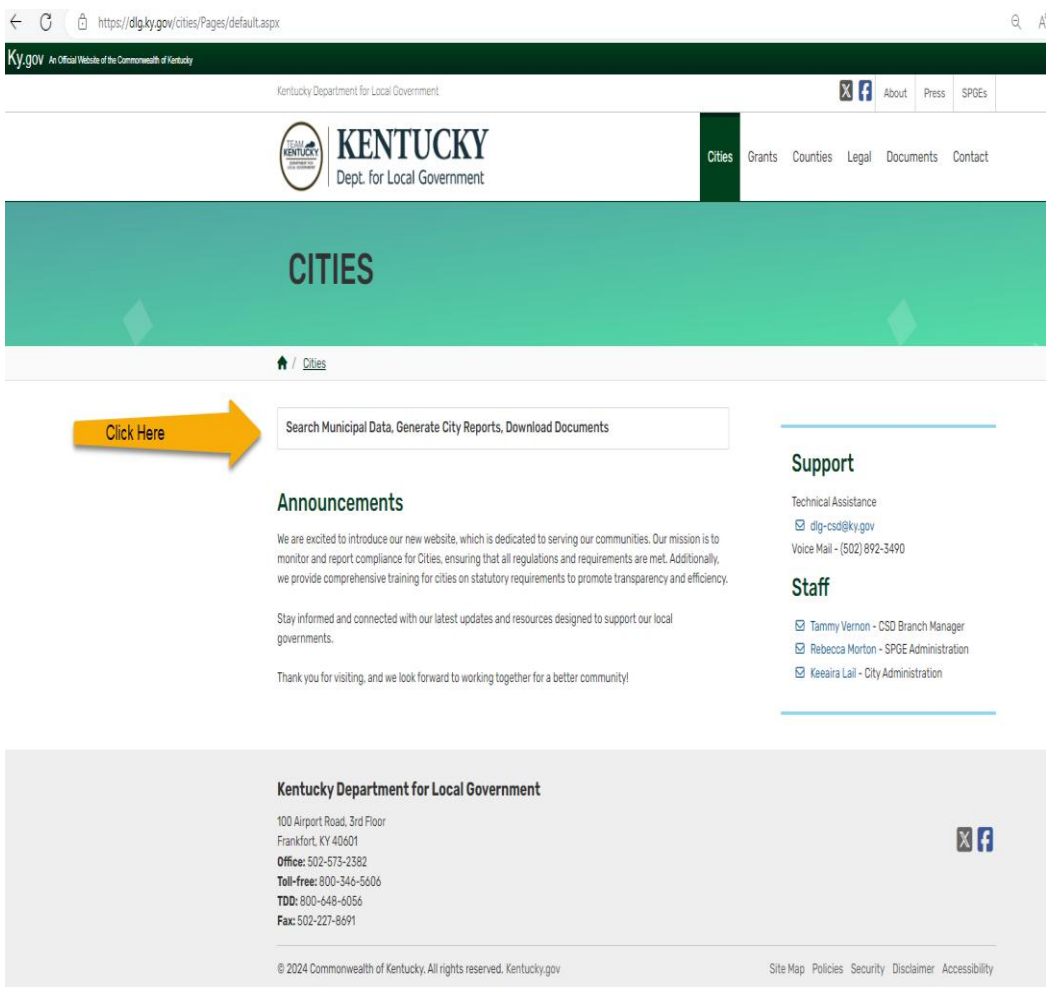 https://dlg.ky.gov/cities/Pages/default.aspx
Ky.gov An Official Website of the Commonwealth of Kentucky
Kentucky Department for Local Government
About Press SPGEs
TEAM KENTUCKY
KENTUCKY
Dept. for Local Government
Cities Grants Counties Legal Documents Contact
CITIES
/ Cities
Click Here
Search Municipal Data, Generate City Reports, Download Documents
Announcements
We are excited to introduce our new website, which is dedicated to serving our communities. Our mission is to
monitor and report compliance for Cities, ensuring that all regulations and requirements are met. Additionally,
we provide comprehensive training for cities on statutory requirements to promote transparency and efficiency.
Stay informed and connected with our latest updates and resources designed to support our local
governments.
Thank you for visiting, and we look forward to working together for a better community!
Support
Technical Assistance
dlg-csd@ky.gov
Voice Mail - (502) 892-3490
Staff
Tammy Vernon - CSD Branch Manager
Rebecca Morton - SPGE Administration
Keeaira Lail - City Administration
Kentucky Department for Local Government
100 Airport Road, 3rd Floor
Frankfort, KY 40601
Office: 502-573-2382
Toll-free: 800-346-5606
TDD: 800-648-6056
Fax: 502-227-8691
© 2024 Commonwealth of Kentucky. All rights reserved. Kentucky.gov
Site Map Policies Security Disclaimer Accessibility